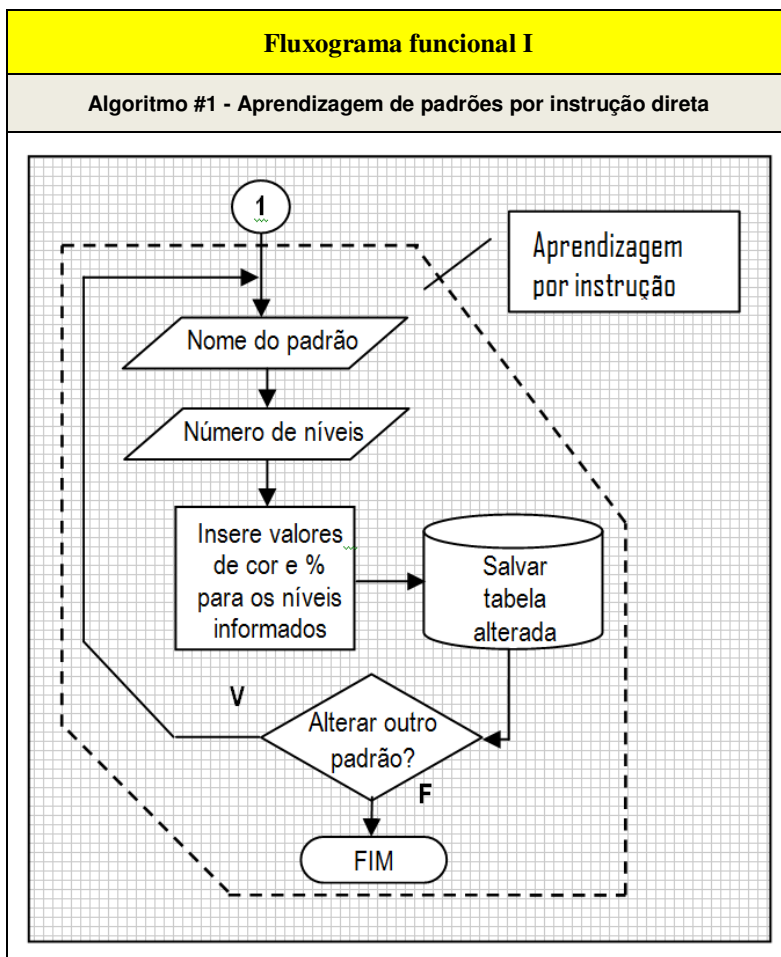 Fluxograma funcional I
Algoritmo #1 - Aprendizagem de padrões por instrução direta
1
Aprendizagem
por instrução
Nome do padrão
Número de níveis
Insere valores
de cor e %
para os níveis
informados
Salvar
tabela
alterada
V
Alterar outro
padrão?
F
FIM